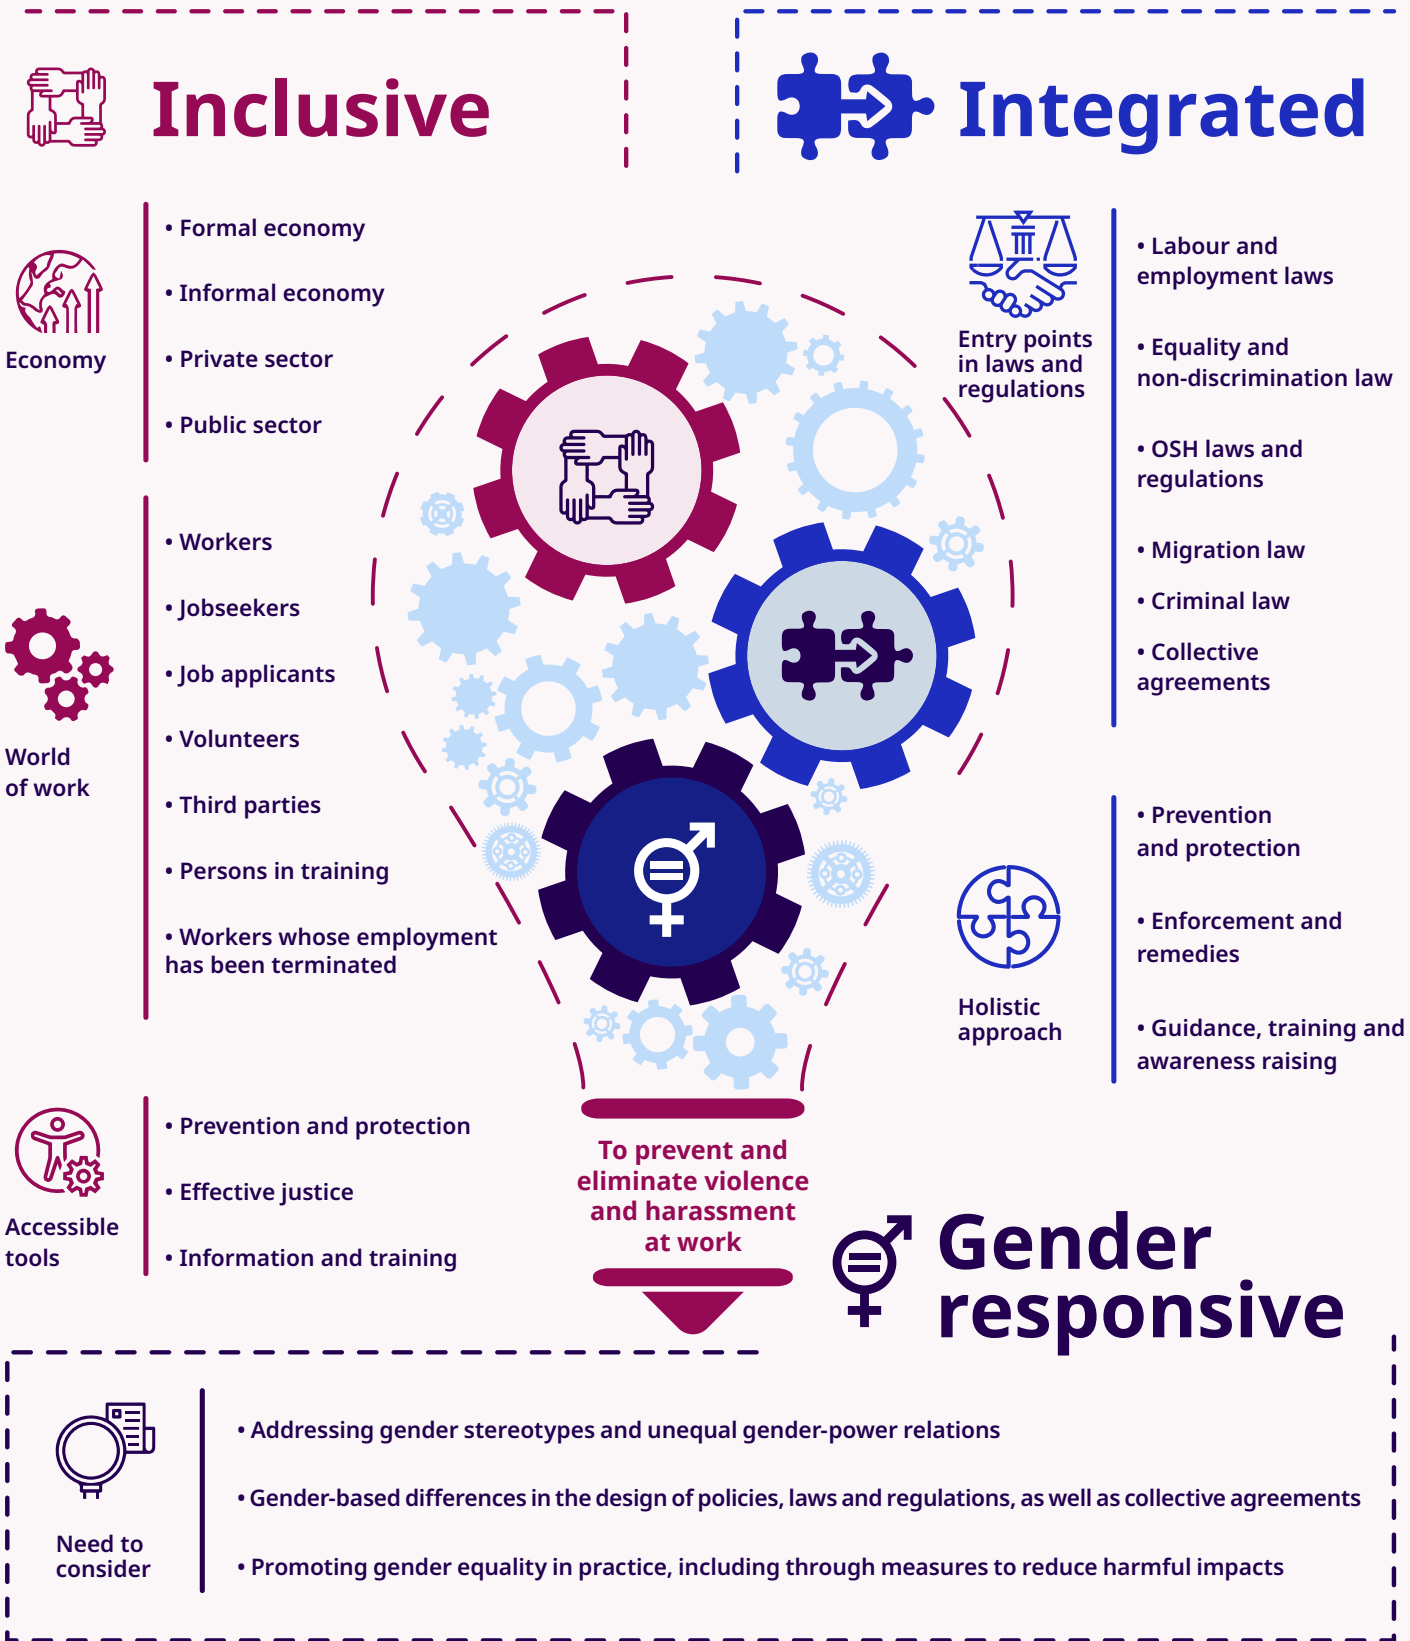 Inclusive
Economy
• Formal economy
• Informal economy
• Private sector
• Public sector
World
of work
• Workers
• Jobseekers
• Job applicants
• Volunteers
• Third parties
• Persons in training
• Workers whose employment
has been terminated
Accessible
tools
• Prevention and protection
• Effective justice
• Information and training
Integrated
Entry points
in laws and
regulations
• Labour and
employment laws
• Equality and
non-discrimination law
• OSH laws and
regulations
• Migration law
• Criminal law
• Collective
agreements
Holistic
approach
• Prevention
and protection
• Enforcement and
remedies
• Guidance, training and
awareness raising
To prevent and
eliminate violence
and harassment
at work
Gender
responsive
Need to
consider
• Addressing gender stereotypes and unequal gender-power relations
• Gender-based differences in the design of policies, laws and regulations, as well as collective agreements
• Promoting gender equality in practice, including through measures to reduce harmful impacts